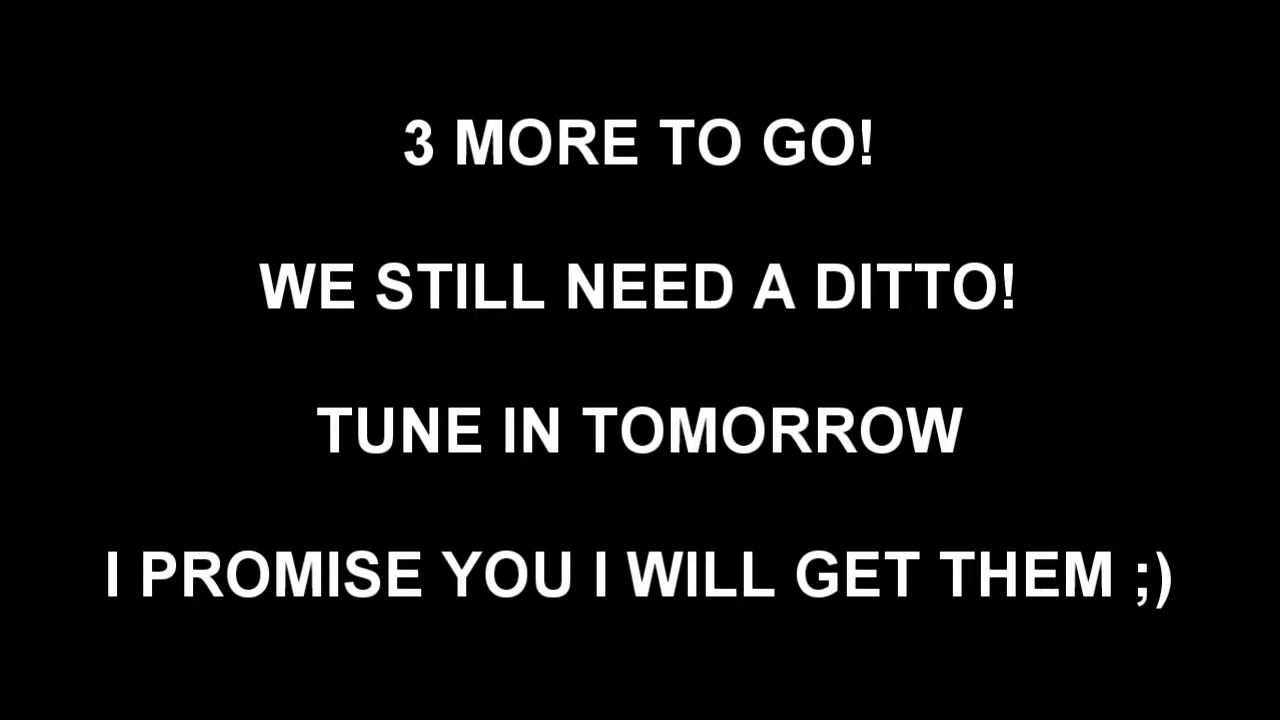 3 MORE TO GO!
WE STILL NEED A DITTO!
TUNE IN TOMORROW
I PROMISE YOU I WILL GET THEM ;)